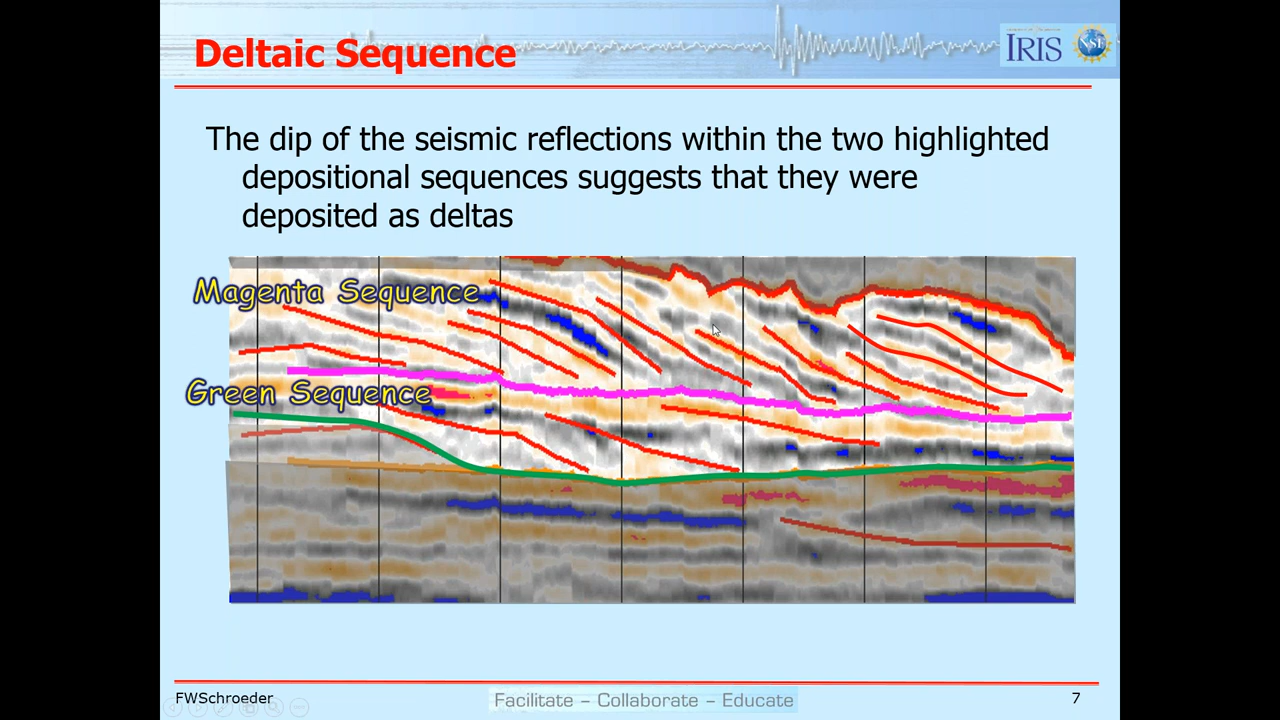 Deltaic Sequence
IRIS
NSF
The dip of the seismic reflections within the two highlighted
depositional sequences suggests that they were
deposited as deltas
Magenta Sequence
Green Sequence
FWSchroeder
Facilitate – Collaborate – Educate
7